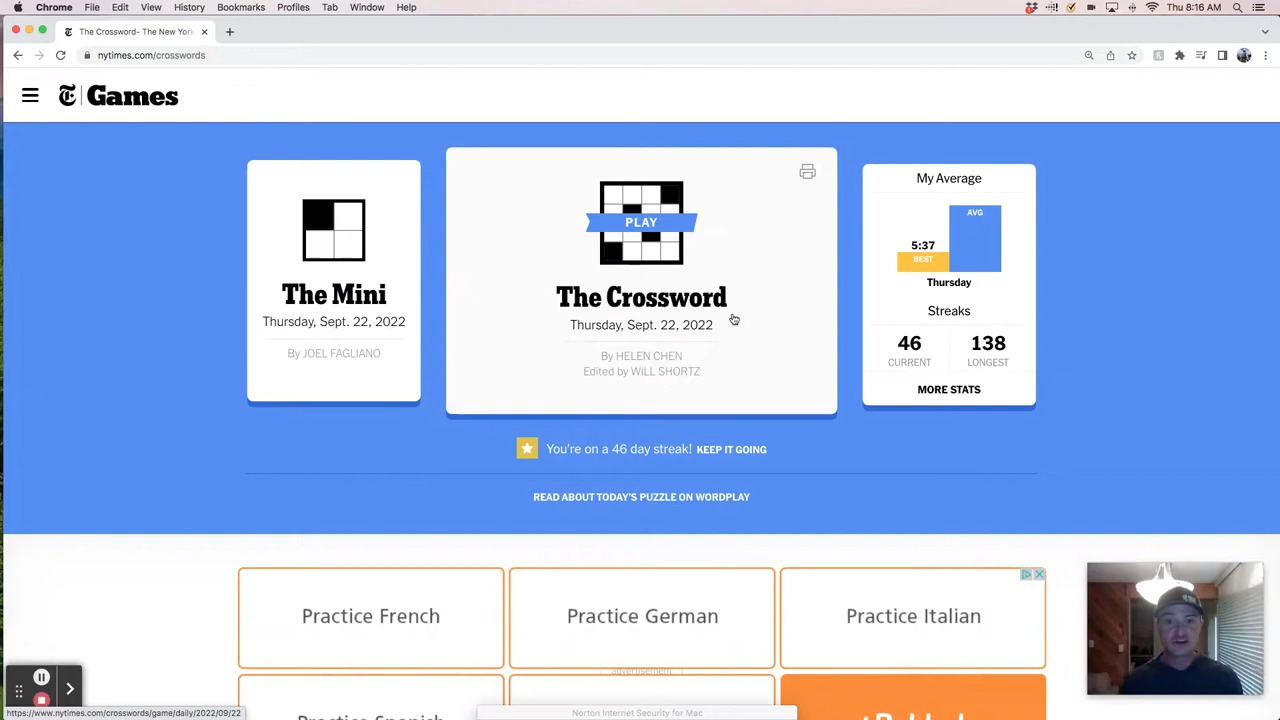 Chrome File Edit View History Bookmarks Profiles Tab Window Help Thu 8:16 AM
The Crossword- The New York
nytimes.com/crosswords
T Games
The Mini
Thursday, Sept. 22, 2022
By JOEL FAGLIANO
PLAY
The Crossword
Thursday, Sept. 22, 2022
By HELEN CHEN
Edited by WILL SHORTZ
My Average
AVG
5:37
BEST
Thursday
Streaks
46 138
CURRENT LONGEST
MORE STATS
You're on a 46 day streak! KEEP IT GOING
READ ABOUT TODAY'S PUZZLE ON WORDPLAY
Practice French Practice German Practice Italian
advertisement
Practice Spanish
https://www.nytimes.com/crosswords/game/daily/2022/09/22
Norton Internet Security for Mac